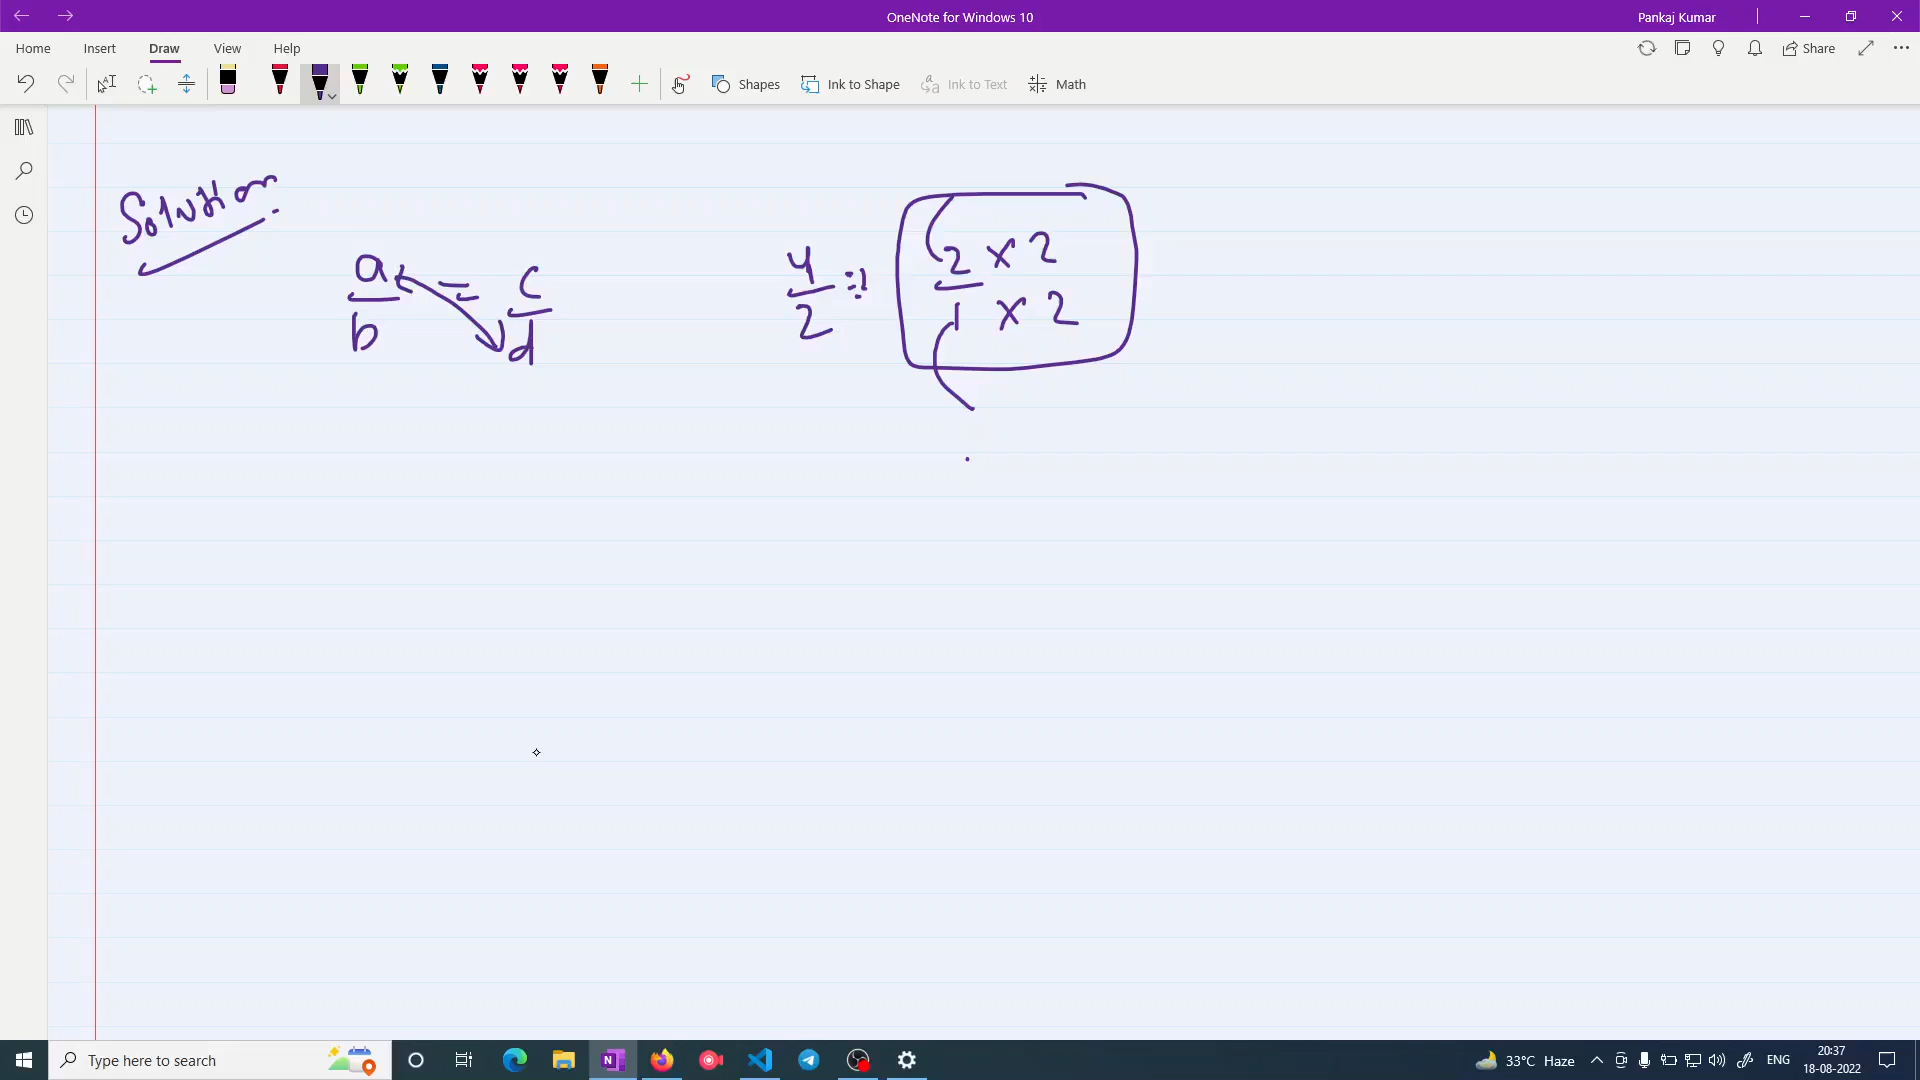 OneNote for Windows 10
Pankaj Kumar
Home Insert Draw View Help
Share
Shapes Ink to Shape Ink to Text Math
Solution
a/b = c/d
4/2
2 x 2
1 x 2
Type here to search
33°C Haze
ENG
20:37
18-08-2022